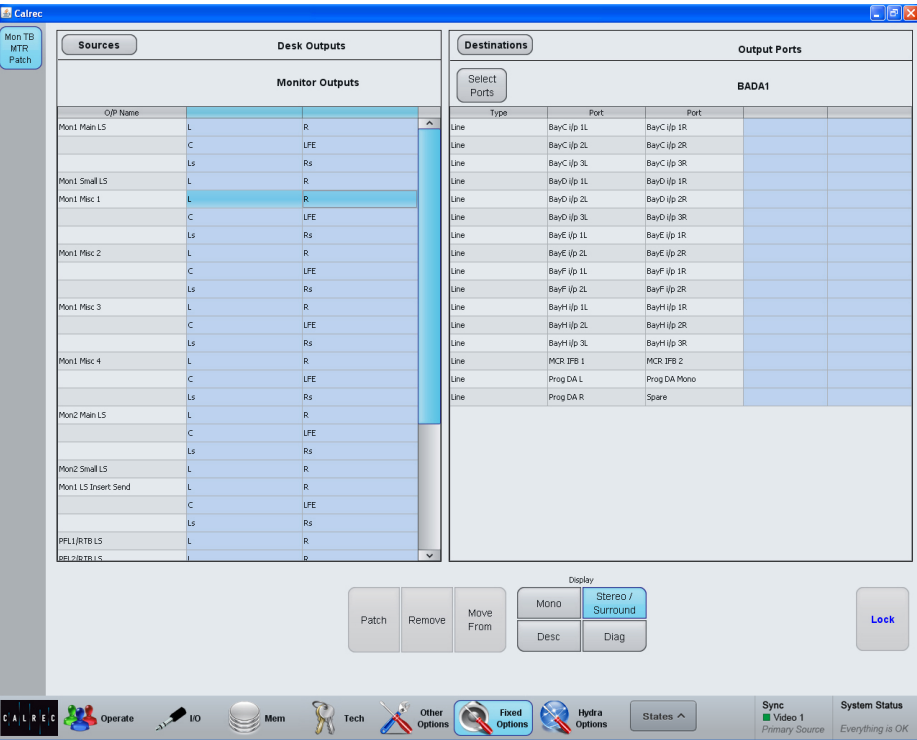 Calrec
Mon TB
MTR
Patch
Sources
Desk Outputs
Monitor Outputs
O/P Name
Mon1 Main LS L R
C LFE
Ls Rs
Mon1 Small LS L R
Mon1 Misc 1 L R
C LFE
Ls Rs
Mon1 Misc 2 L R
C LFE
Ls Rs
Mon1 Misc 3 L R
C LFE
Ls Rs
Mon1 Misc 4 L R
C LFE
Ls Rs
Mon2 Main LS L R
C LFE
Ls Rs
Mon2 Small LS L R
Mon1 LS Insert Send L R
C LFE
Ls Rs
PFL1/RTB LS L R
PFL2/RTB LS L R
Destinations
Output Ports
Select
Ports
BADA1
Type Port Port
Line BayC i/p 1L BayC i/p 1R
Line BayC i/p 2L BayC i/p 2R
Line BayC i/p 3L BayC i/p 3R
Line BayD i/p 1L BayD i/p 1R
Line BayD i/p 2L BayD i/p 2R
Line BayD i/p 3L BayD i/p 3R
Line BayE i/p 1L BayE i/p 1R
Line BayE i/p 2L BayE i/p 2R
Line BayF i/p 1L BayF i/p 1R
Line BayF i/p 2L BayF i/p 2R
Line BayH i/p 1L BayH i/p 1R
Line BayH i/p 2L BayH i/p 2R
Line BayH i/p 3L BayH i/p 3R
Line MCR IFB 1 MCR IFB 2
Line Prog DA L Prog DA Mono
Line Prog DA R Spare
Patch
Remove
Move
From
Display
Mono
Stereo /
Surround
Desc
Diag
Lock
CALREC
Operate
I/O
Mem
Tech
Other
Options
Fixed
Options
Hydra
Options
States ^
Sync
Video 1
Primary Source
System Status
Everything is OK